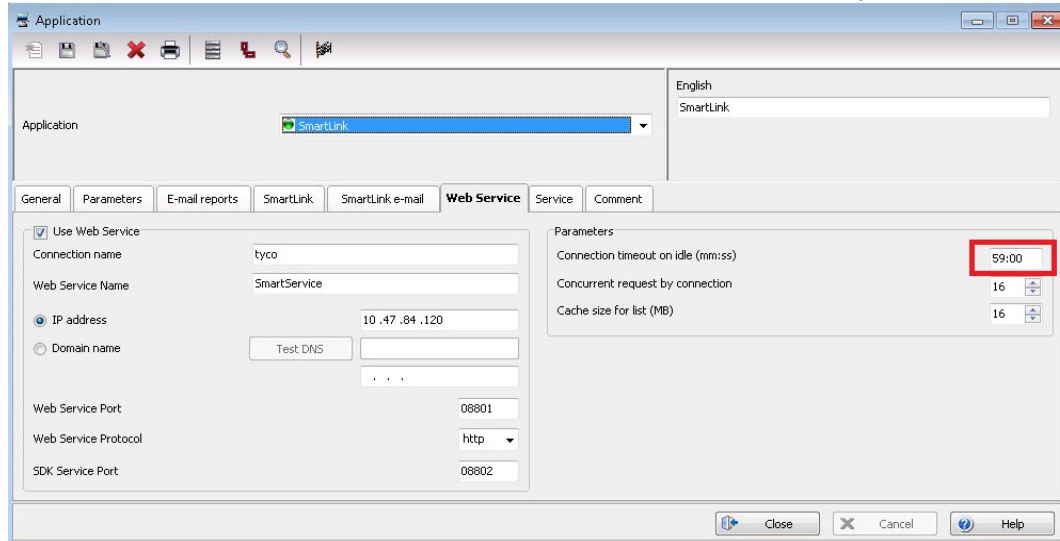 Application
English
SmartLink
Application
SmartLink
General Parameters E-mail reports SmartLink SmartLink e-mail Web Service Service Comment
Use Web Service
Connection name tyco
Web Service Name SmartService
IP address 10 .47 .84 .120
Domain name Test DNS
. . .
Web Service Port 08801
Web Service Protocol http
SDK Service Port 08802
Parameters
Connection timeout on idle (mm:ss) 59:00
Concurrent request by connection 16
Cache size for list (MB) 16
Close Cancel Help